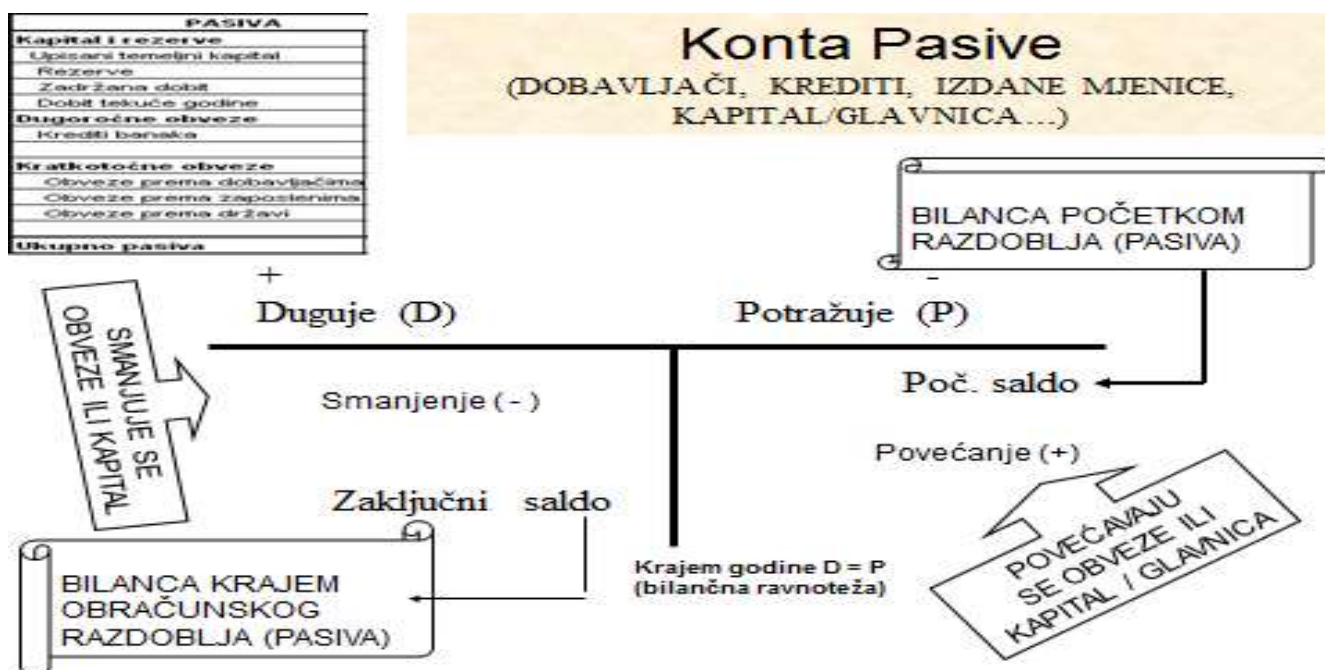 PASIVA
Kapital i rezerve
Upisani temeljni kapital
Rezerve
Zadržana dobit
Dobit tekuće godine
Dugoročne obveze
Krediti banaka
Kratkotočne obveze
Obveze prema dobavljačima
Obveze prema zaposlenima
Obveze prema državi
Ukupno pasiva
Konta Pasive
(DOBAVLJAČI, KREDITI, IZDANE MJENICE,
KAPITAL/GLAVNICA...)
BILANCA POČETKOM
RAZDOBLJA (PASIVA)
+
-
Duguje (D)
Potražuje (P)
SMANJUJE SE
OBVEZE ILI KAPITAL
Poč. saldo
Smanjenje ( - )
Povećanje (+)
Zaključni saldo
POVEĆAVAJU
SE OBVEZE ILI
KAPITAL / GLAVNICA
Krajem godine D = P
(bilančna ravnoteža)
BILANCA KRAJEM
OBRAČUNSKOG
RAZDOBLJA (PASIVA)